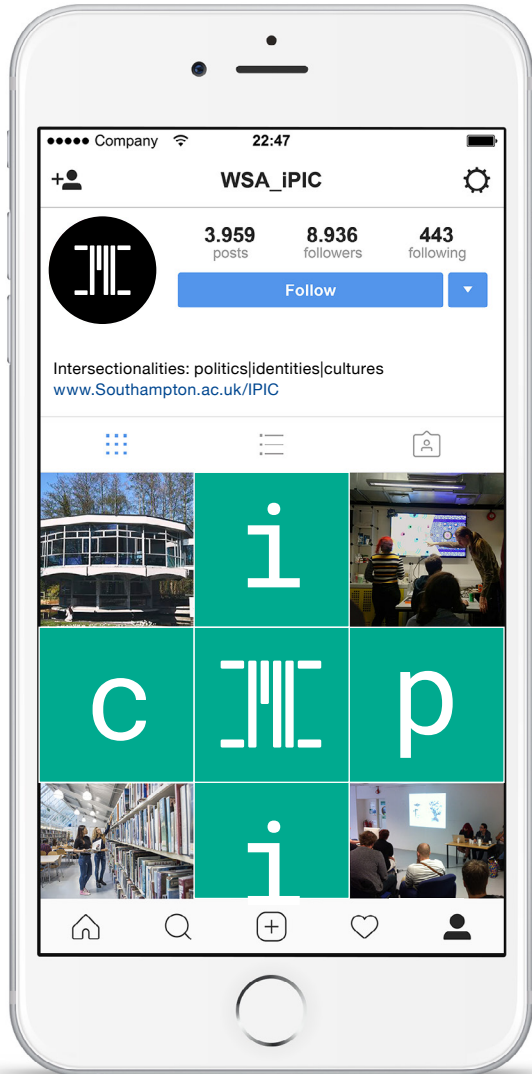 Company 22:47
WSA_iPIC
3.959 8.936 443
posts followers following
Follow
Intersectionalities: politics|identities|cultures
www.Southampton.ac.uk/IPIC
i
c p
i